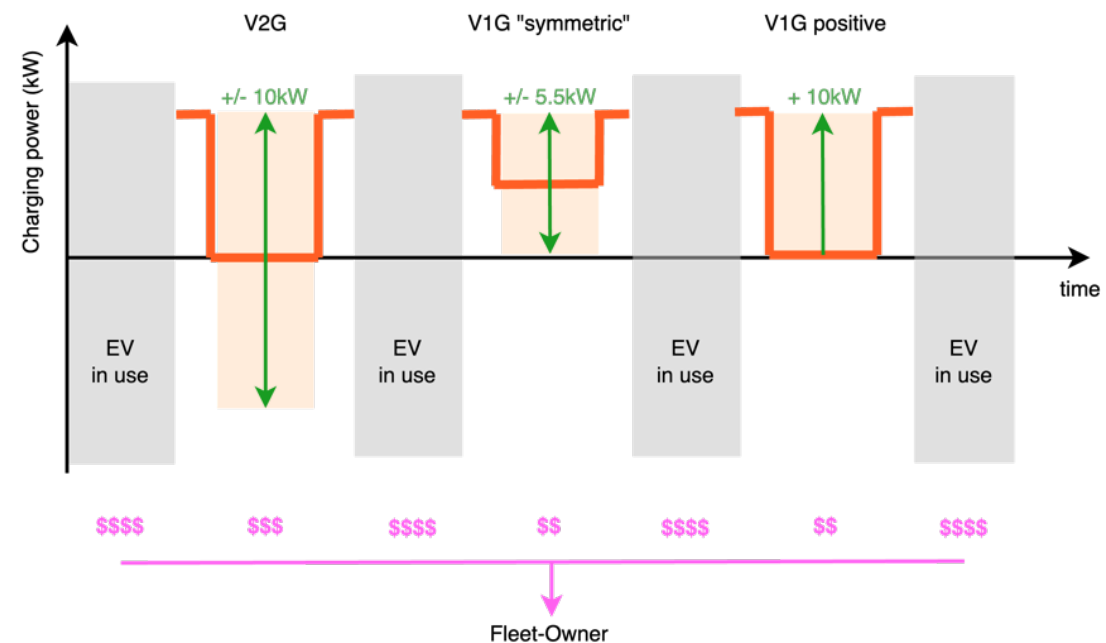 V2G
V1G "symmetric"
V1G positive
Charging power (kW)
+/- 10kW
+/- 5.5kW
+ 10kW
time
EV
in use
EV
in use
EV
in use
EV
in use
$$$$
$$$
$$$$
$$
$$$$
$$
$$$$
Fleet-Owner